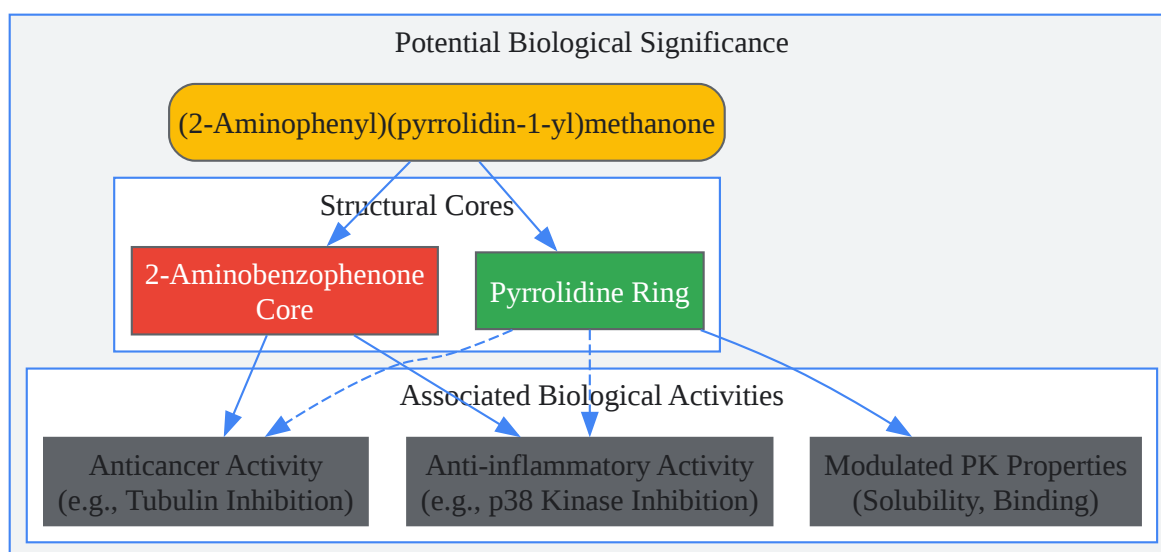 Potential Biological Significance
(2-Aminophenyl)(pyrrolidin-1-yl)methanone
Structural Cores
2-Aminobenzophenone
Core
Pyrrolidine Ring
Associated Biological Activities
Anticancer Activity
(e.g., Tubulin Inhibition)
Anti-inflammatory Activity
(e.g., p38 Kinase Inhibition)
Modulated PK Properties
(Solubility, Binding)